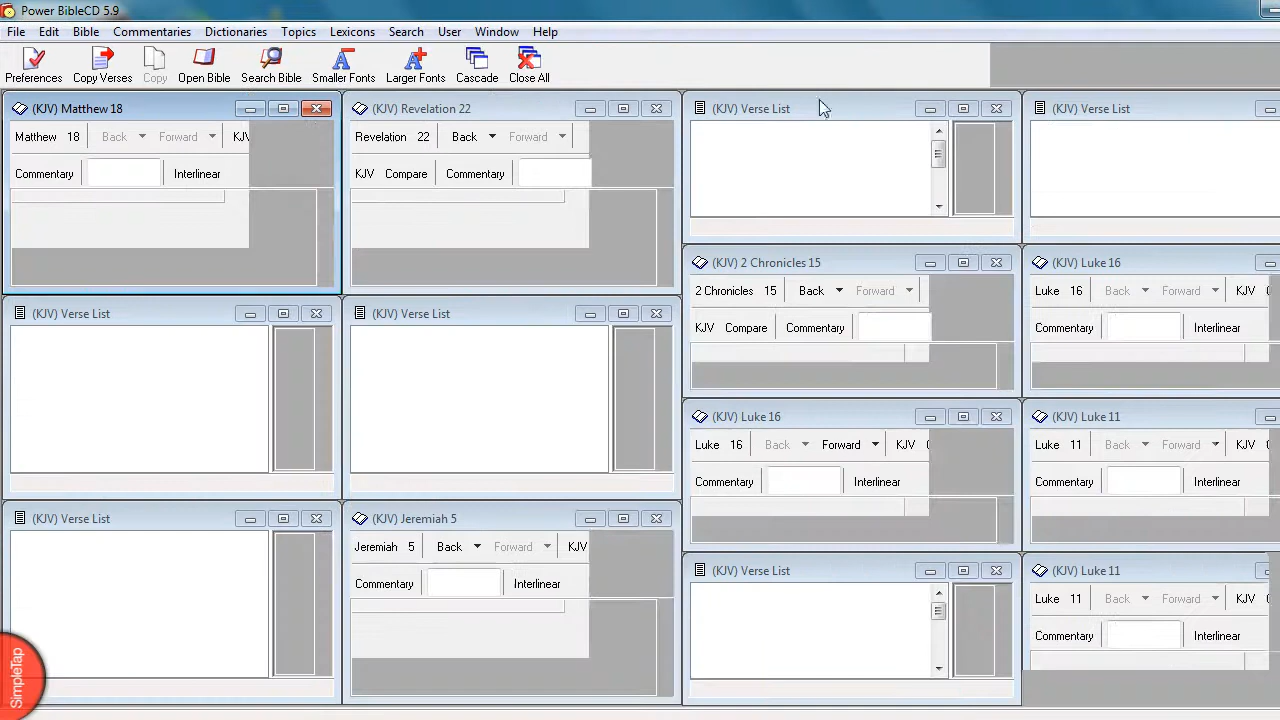 Power BibleCD 5.9
File Edit Bible Commentaries Dictionaries Topics Lexicons Search User Window Help
Preferences Copy Verses Copy Open Bible Search Bible Smaller Fonts Larger Fonts Cascade Close All
(KJV) Matthew 18
Matthew 18 Back Forward KJV
Commentary Interlinear
(KJV) Revelation 22
Revelation 22 Back Forward
KJV Compare Commentary
(KJV) Verse List
(KJV) Verse List
(KJV) 2 Chronicles 15
2 Chronicles 15 Back Forward
KJV Compare Commentary
(KJV) Luke 16
Luke 16 Back Forward KJV
Commentary Interlinear
(KJV) Verse List
(KJV) Verse List
(KJV) Luke 16
Luke 16 Back Forward KJV
Commentary Interlinear
(KJV) Luke 11
Luke 11 Back Forward KJV
Commentary Interlinear
(KJV) Verse List
(KJV) Jeremiah 5
Jeremiah 5 Back Forward KJV
Commentary Interlinear
(KJV) Verse List
(KJV) Luke 11
Luke 11 Back Forward KJV
Commentary Interlinear
SimpleTap